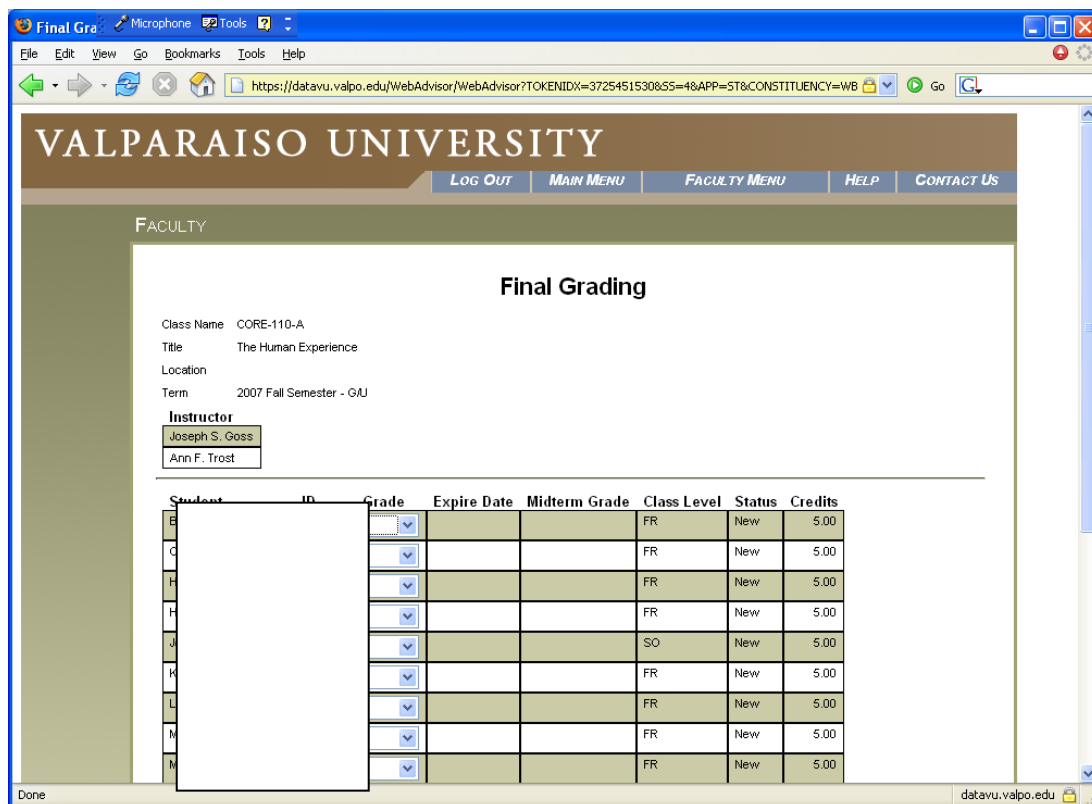 Final Gra
Microphone Tools
File Edit View Go Bookmarks Tools Help
https://datavu.valpo.edu/WebAdvisor/WebAdvisor?TOKENIDX=3725451530&SS=4&APP=ST&CONSTITUENCY=WB Go G
VALPARAISO UNIVERSITY
LOG OUT MAIN MENU FACULTY MENU HELP CONTACT US
FACULTY
Final Grading
Class Name CORE-110-A
Title The Human Experience
Location
Term 2007 Fall Semester - G/U
Instructor
Joseph S. Goss
Ann F. Trost
Student ID Grade Expire Date Midterm Grade Class Level Status Credits
B FR New 5.00
C FR New 5.00
H FR New 5.00
H FR New 5.00
J SO New 5.00
K FR New 5.00
L FR New 5.00
M FR New 5.00
M FR New 5.00
Done datavu.valpo.edu